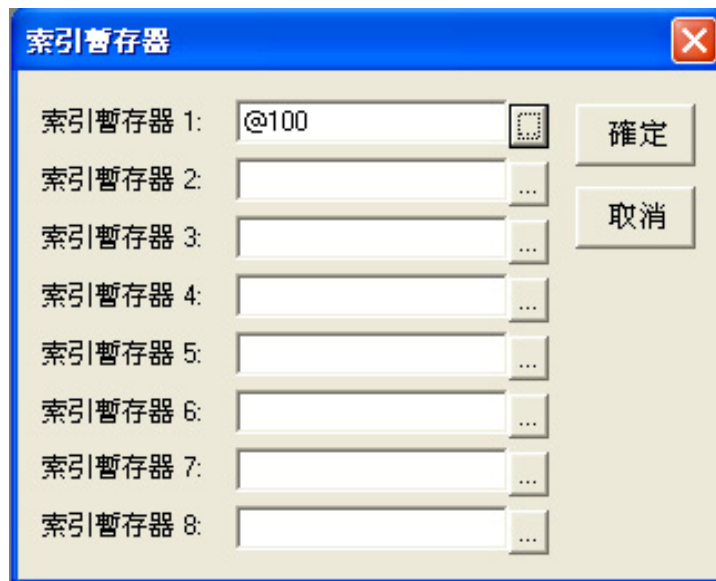 索引暫存器
索引暫存器 1: @100
確定
索引暫存器 2: ...
取消
索引暫存器 3: ...
索引暫存器 4: ...
索引暫存器 5: ...
索引暫存器 6: ...
索引暫存器 7: ...
索引暫存器 8: ...